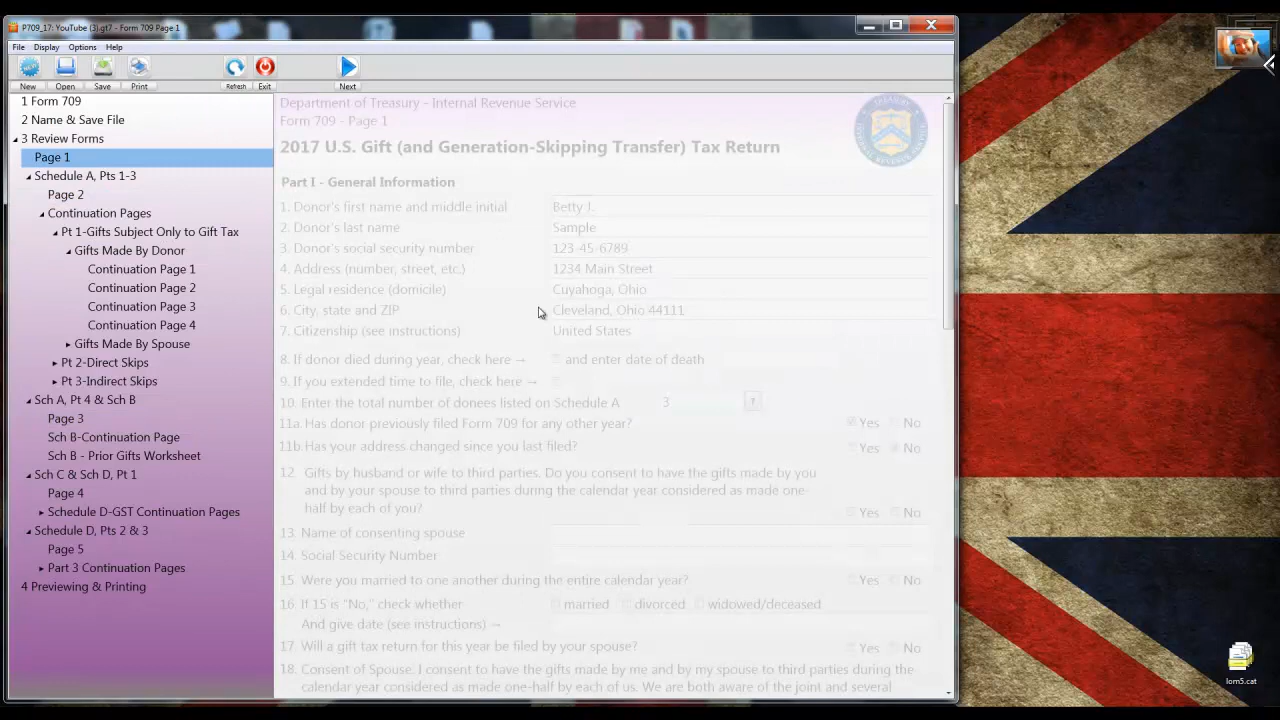 P709_17: YouTube (3).gt7 - Form 709 Page 1
File Display Options Help
New Open Save Print Refresh Exit Next
1 Form 709
2 Name & Save File
3 Review Forms
Page 1
Schedule A, Pts 1-3
Page 2
Continuation Pages
Pt 1-Gifts Subject Only to Gift Tax
Gifts Made By Donor
Continuation Page 1
Continuation Page 2
Continuation Page 3
Continuation Page 4
Gifts Made By Spouse
Pt 2-Direct Skips
Pt 3-Indirect Skips
Sch A, Pt 4 & Sch B
Page 3
Sch B-Continuation Page
Sch B - Prior Gifts Worksheet
Sch C & Sch D, Pt 1
Page 4
Schedule D-GST Continuation Pages
Schedule D, Pts 2 & 3
Page 5
Part 3 Continuation Pages
4 Previewing & Printing
Department of Treasury - Internal Revenue Service
Form 709 - Page 1
2017 U.S. Gift (and Generation-Skipping Transfer) Tax Return
Part I - General Information
1. Donor's first name and middle initial Betty J.
2. Donor's last name Sample
3. Donor's social security number 123-45-6789
4. Address (number, street, etc.) 1234 Main Street
5. Legal residence (domicile) Cuyahoga, Ohio
6. City, state and ZIP Cleveland, Ohio 44111
7. Citizenship (see instructions) United States
8. If donor died during year, check here → and enter date of death
9. If you extended time to file, check here →
10. Enter the total number of donees listed on Schedule A 3 ?
11a. Has donor previously filed Form 709 for any other year? Yes No
11b. Has your address changed since you last filed? Yes No
12 Gifts by husband or wife to third parties. Do you consent to have the gifts made by you
and by your spouse to third parties during the calendar year considered as made one-
half by each of you? Yes No
13. Name of consenting spouse
14. Social Security Number
15. Were you married to one another during the entire calendar year? Yes No
16. If 15 is "No," check whether married divorced widowed/deceased
And give date (see instructions) →
17. Will a gift tax return for this year be filed by your spouse? Yes No
18. Consent of Spouse. I consent to have the gifts made by me and by my spouse to third parties during the
calendar year considered as made one-half by each of us. We are both aware of the joint and several
lom5.cat